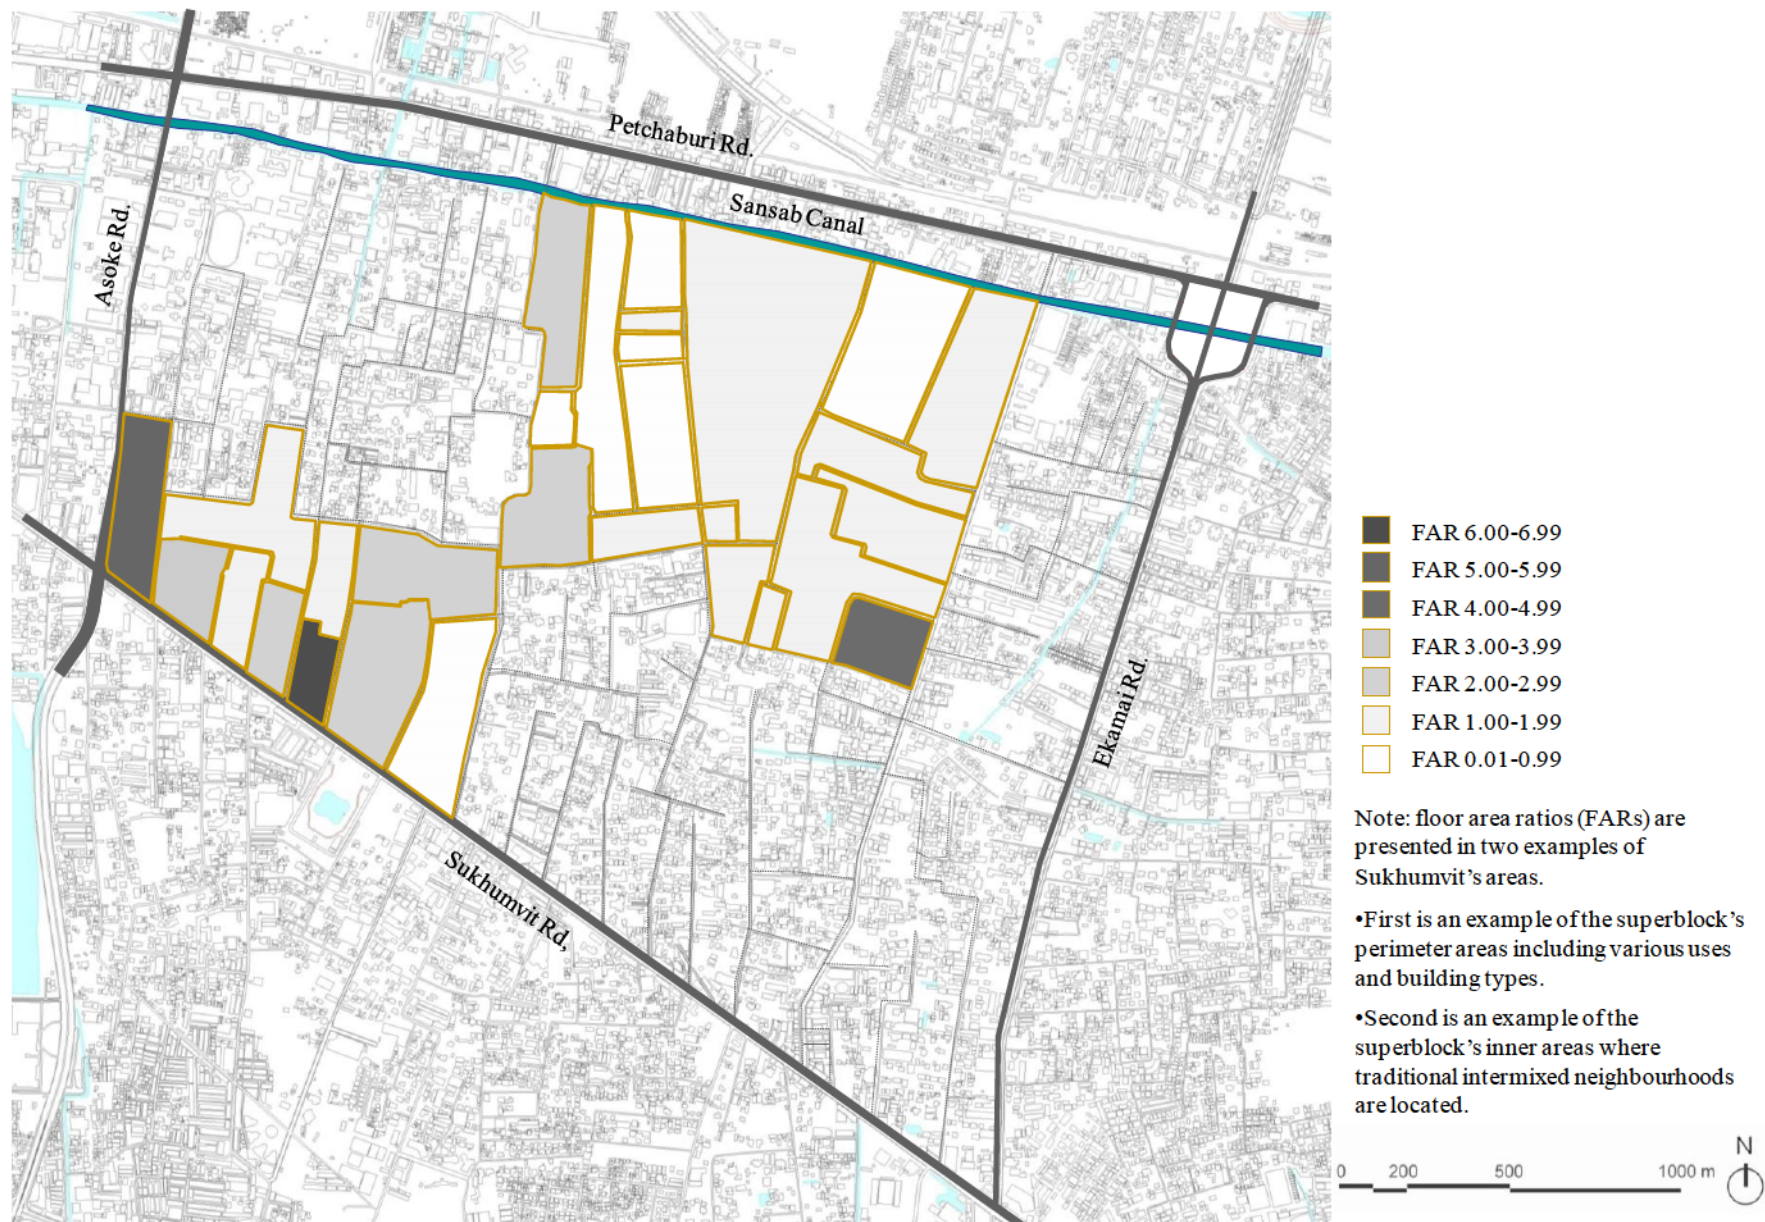 Petchaburi Rd.
Sansab Canal
Asoke Rd.
Ekamai Rd.
Sukhumvit Rd,
FAR 6.00-6.99
FAR 5.00-5.99
FAR 4.00-4.99
FAR 3.00-3.99
FAR 2.00-2.99
FAR 1.00-1.99
FAR 0.01-0.99
Note: floor area ratios (FARs) are
presented in two examples of
Sukhumvit's areas.
•First is an example of the superblock's
perimeter areas including various uses
and building types.
•Second is an example of the
superblock's inner areas where
traditional intermixed neighbourhoods
are located.
N
0 200 500 1000 m